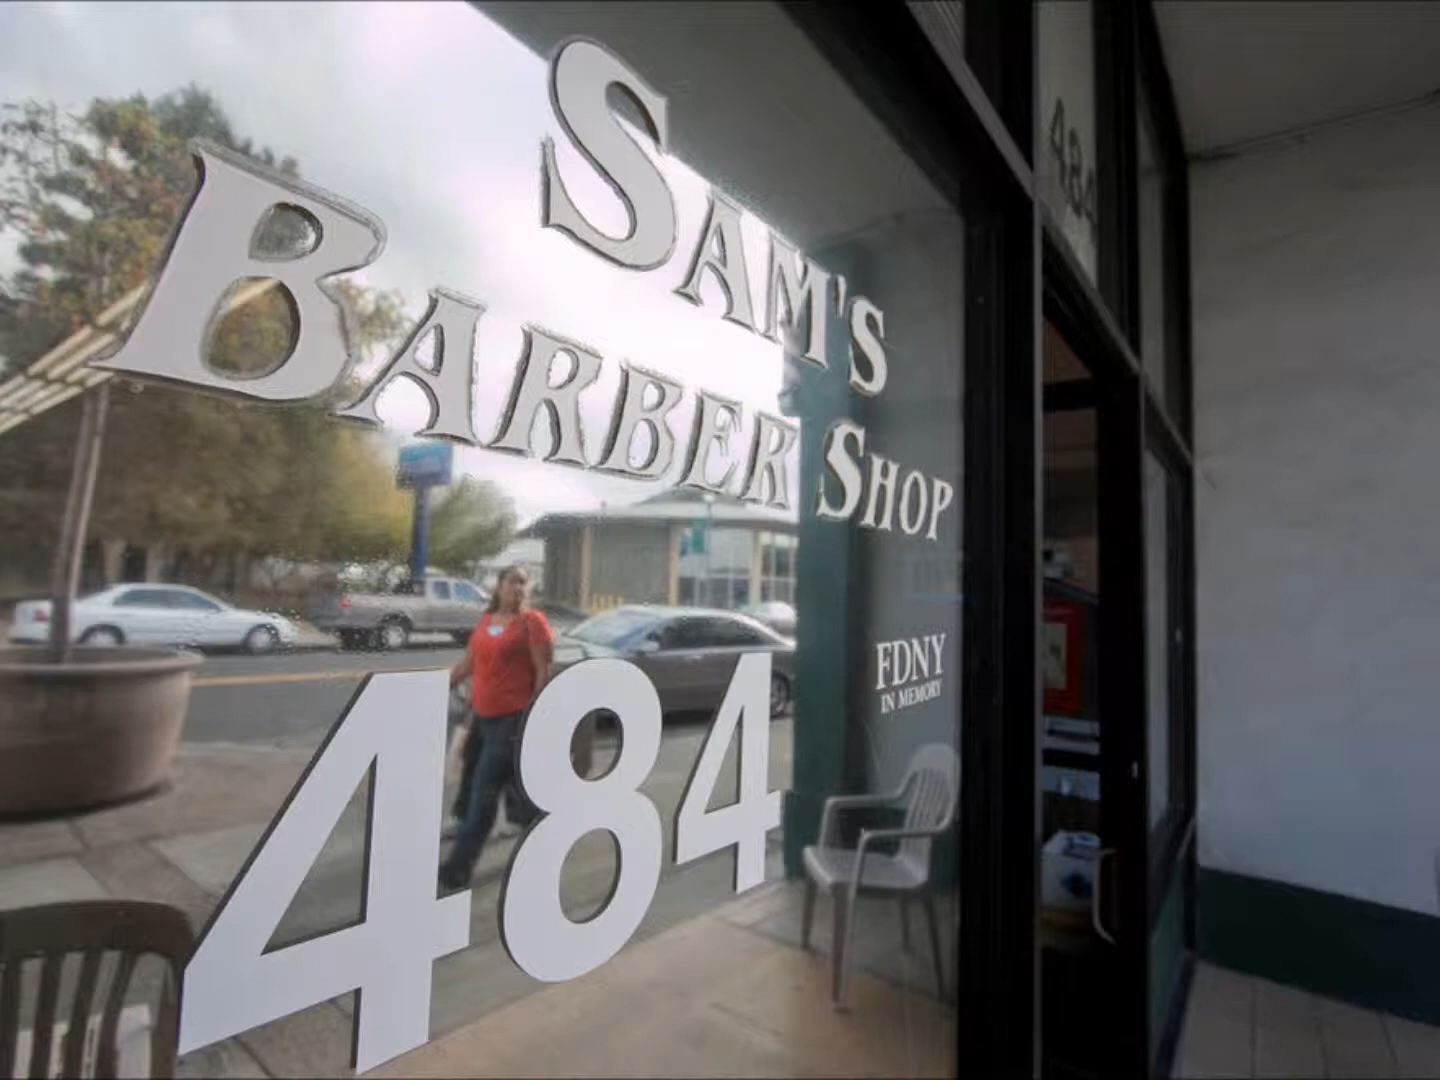 SAM'S
BARBER SHOP
484
FDNY
IN MEMORY
484